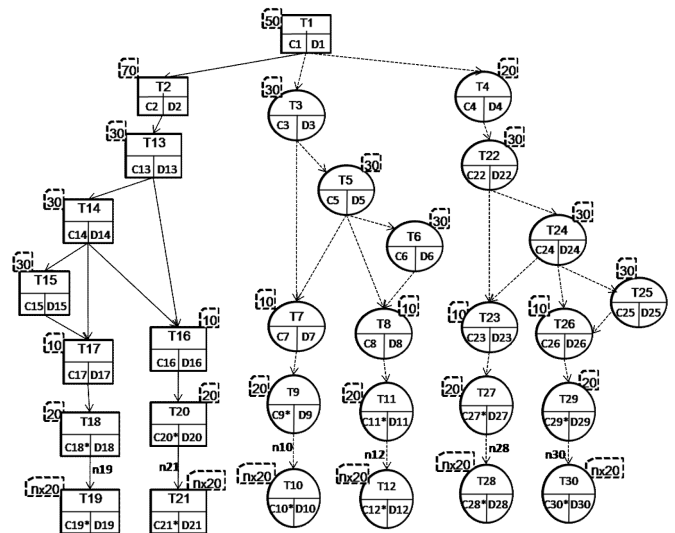 50
T1
C1 D1
70
T2
C2 D2
30
T3
C3 D3
20
T4
C4 D4
30
T13
C13 D13
30
T22
C22 D22
30
T5
C5 D5
30
T14
C14 D14
30
T6
C6 D6
30
T24
C24 D24
30
T15
C15 D15
30
T25
C25 D25
10
T17
C17 D17
10
T16
C16 D16
10
T7
C7 D7
10
T8
C8 D8
10
T23
C23 D23
10
T26
C26 D26
20
T18
C18* D18
20
T20
C20* D20
20
T9
C9* D9
20
T11
C11* D11
20
T27
C27* D27
20
T29
C29* D29
n19
n21
n10
n12
n28
n30
nx20
T19
C19* D19
nx20
T21
C21* D21
nx20
T10
C10* D10
nx20
T12
C12* D12
nx20
T28
C28* D28
nx20
T30
C30* D30